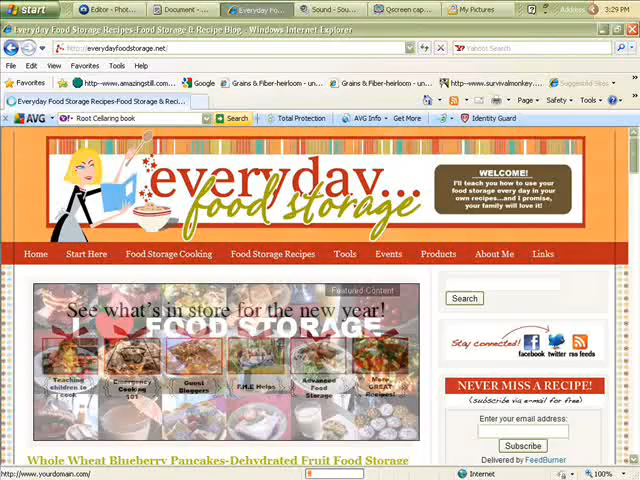 start
Editor - Phot...
Document - ...
Everyday Fo...
Sound - Sou...
Qscreen cap...
My Pictures
Address
3:29 PM
Everyday Food Storage Recipes-Food Storage & Recipe Blog. - Windows Internet Explorer
http://everydayfoodstorage.net/
Yahoo! Search
File Edit View Favorites Tools Help
Favorites
http--www.amazingstill.com...
Google
Grains & Fiber-heirloom - un...
Grains & Fiber-heirloom - un...
http--www.survivalmonkey....
Suggested Sites
Everyday Food Storage Recipes-Food Storage & Reci...
Page Safety Tools
AVG
Root Cellaring book
Search
Total Protection
AVG Info
Get More
Identity Guard
everyday...
food storage
WELCOME!
I'll teach you how to use your
food storage every day in your
own recipes...and I promise,
your family will love it!
Home Start Here Food Storage Cooking Food Storage Recipes Tools Events Products About Me Links
Featured Content
See what's in store for the new year!
I FOOD STORAGE
Teaching
children to
cook
Emergency
Cooking
101
Guest
Bloggers
F.H.E Helps
Advanced
Food
Storage
More
GREAT
Recipes!
Search
Stay connected!
facebook twitter rss feeds
NEVER MISS A RECIPE!
(subscribe via e-mail for free)
Enter your email address:
Subscribe
Delivered by FeedBurner
Whole Wheat Blueberry Pancakes-Dehydrated Fruit Food Storage
http://www.yourdomain.com/
Internet
100%